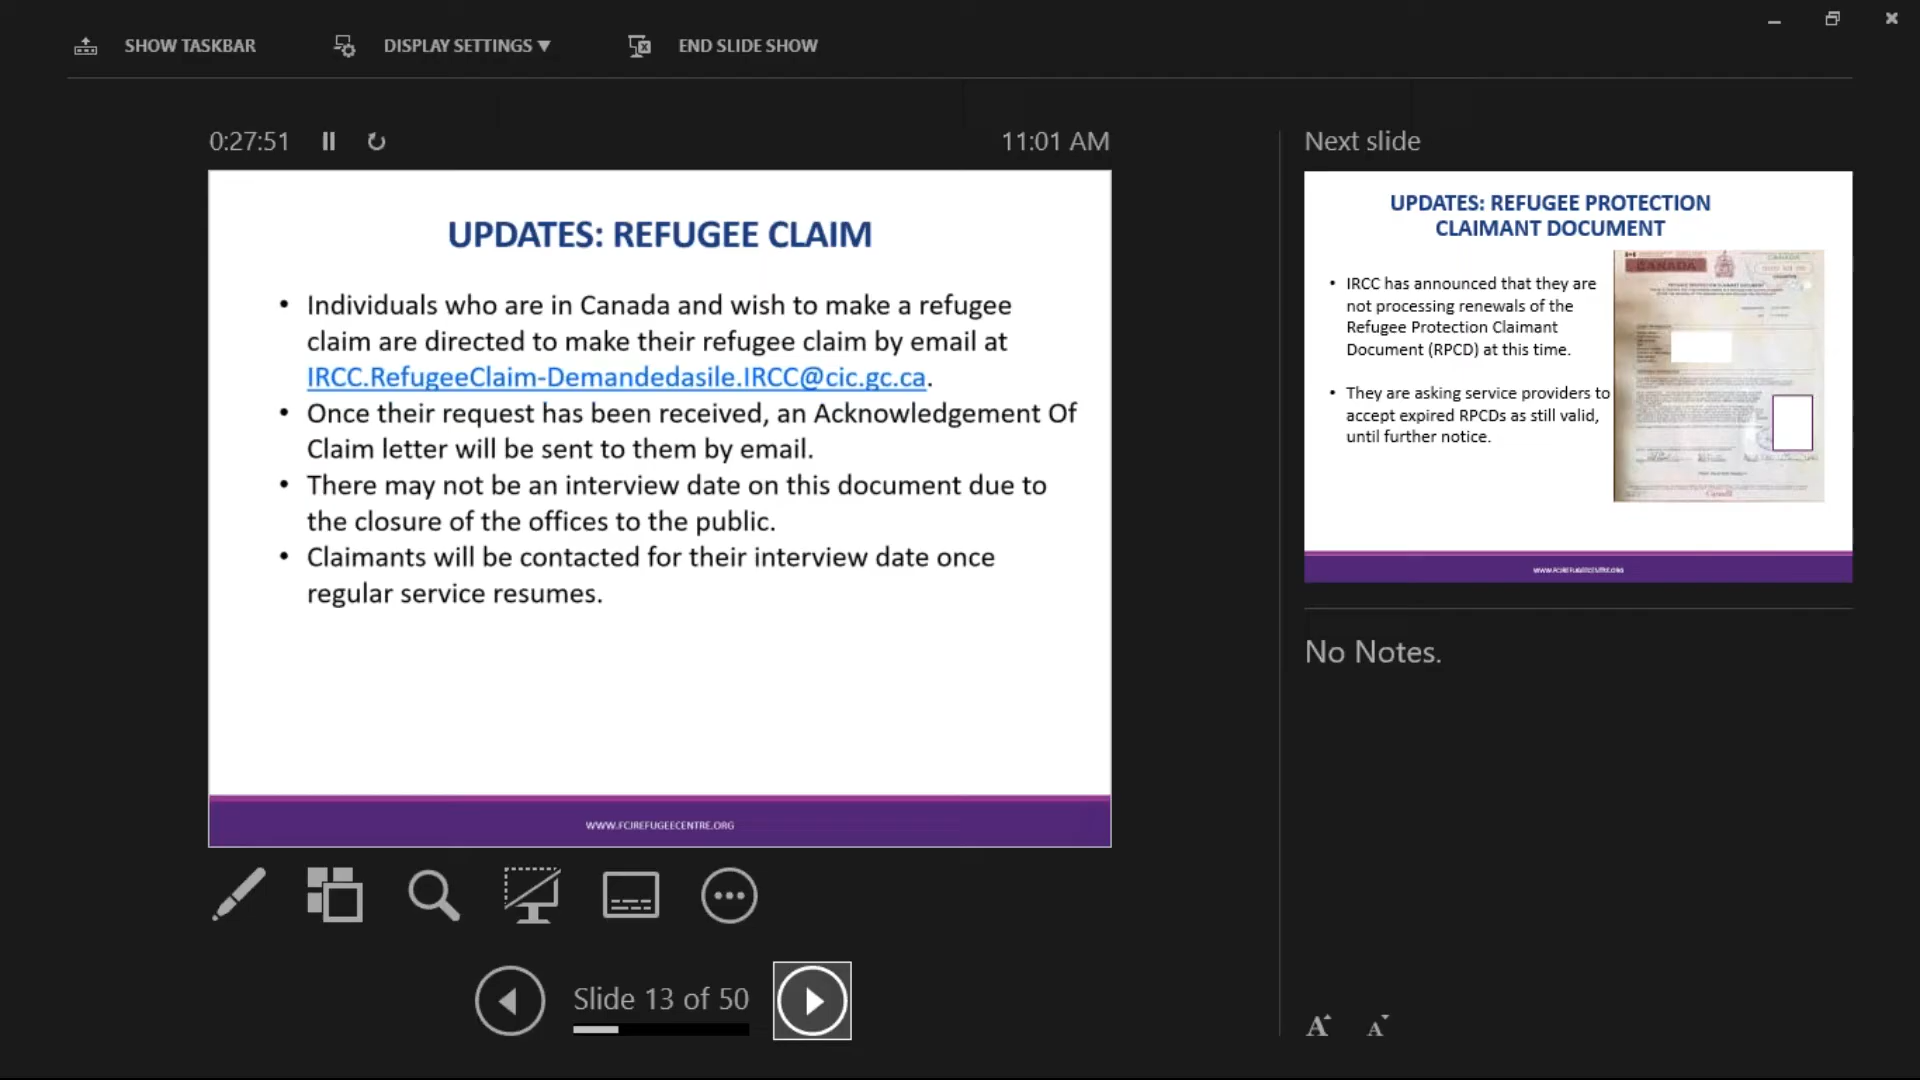 SHOW TASKBAR
DISPLAY SETTINGS ▼
END SLIDE SHOW
0:27:51
11:01 AM
UPDATES: REFUGEE CLAIM
• Individuals who are in Canada and wish to make a refugee
claim are directed to make their refugee claim by email at
IRCC.RefugeeClaim-Demandedasile.IRCC@cic.gc.ca.
• Once their request has been received, an Acknowledgement Of
Claim letter will be sent to them by email.
• There may not be an interview date on this document due to
the closure of the offices to the public.
• Claimants will be contacted for their interview date once
regular service resumes.
WWW.FCJREFUGEECENTRE.ORG
Slide 13 of 50
Next slide
UPDATES: REFUGEE PROTECTION
CLAIMANT DOCUMENT
• IRCC has announced that they are
not processing renewals of the
Refugee Protection Claimant
Document (RPCD) at this time.
• They are asking service providers to
accept expired RPCDs as still valid,
until further notice.
CANADA
CANADA
Canada
WWW.FCJREFUGEECENTRE.ORG
No Notes.
A A